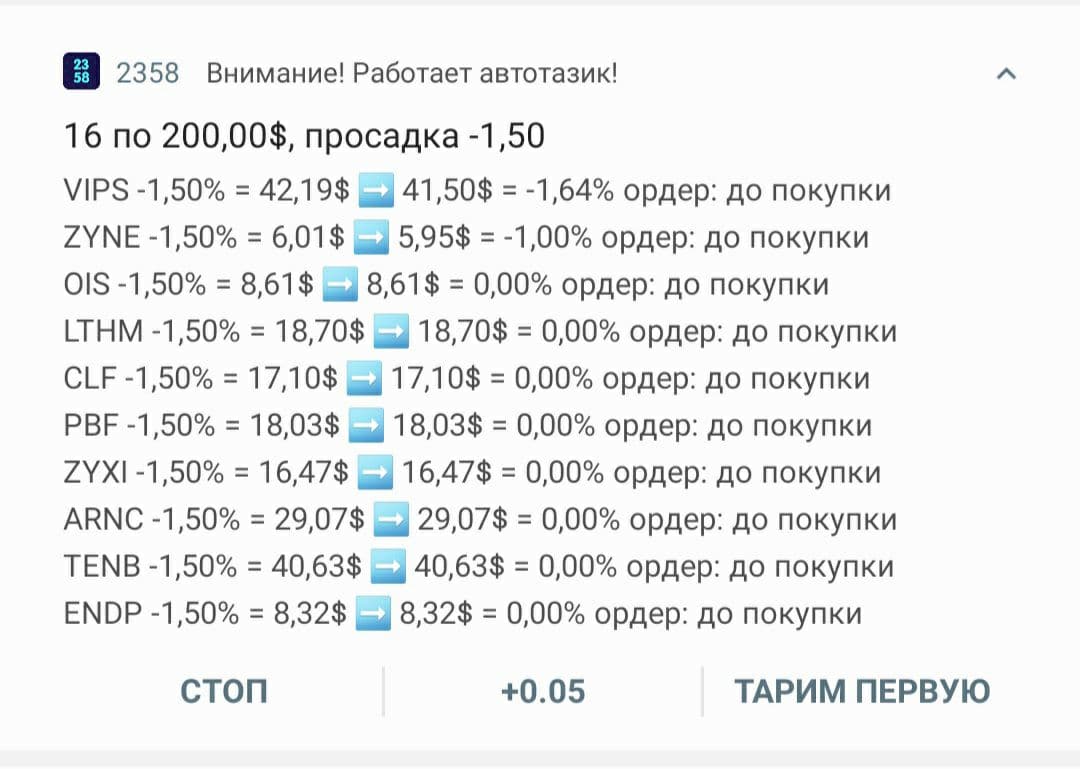 23
58
2358 Внимание! Работает автотазик!
16 по 200,00$, просадка -1,50
VIPS -1,50% = 42,19$ ➡ 41,50$ = -1,64% ордер: до покупки
ZYNE -1,50% = 6,01$ ➡ 5,95$ = -1,00% ордер: до покупки
OIS -1,50% = 8,61$ ➡ 8,61$ = 0,00% ордер: до покупки
LTHM -1,50% = 18,70$ ➡ 18,70$ = 0,00% ордер: до покупки
CLF -1,50% = 17,10$ ➡ 17,10$ = 0,00% ордер: до покупки
PBF -1,50% = 18,03$ ➡ 18,03$ = 0,00% ордер: до покупки
ZYXI -1,50% = 16,47$ ➡ 16,47$ = 0,00% ордер: до покупки
ARNC -1,50% = 29,07$ ➡ 29,07$ = 0,00% ордер: до покупки
TENB -1,50% = 40,63$ ➡ 40,63$ = 0,00% ордер: до покупки
ENDP -1,50% = 8,32$ ➡ 8,32$ = 0,00% ордер: до покупки
СТОП +0.05 ТАРИМ ПЕРВУЮ